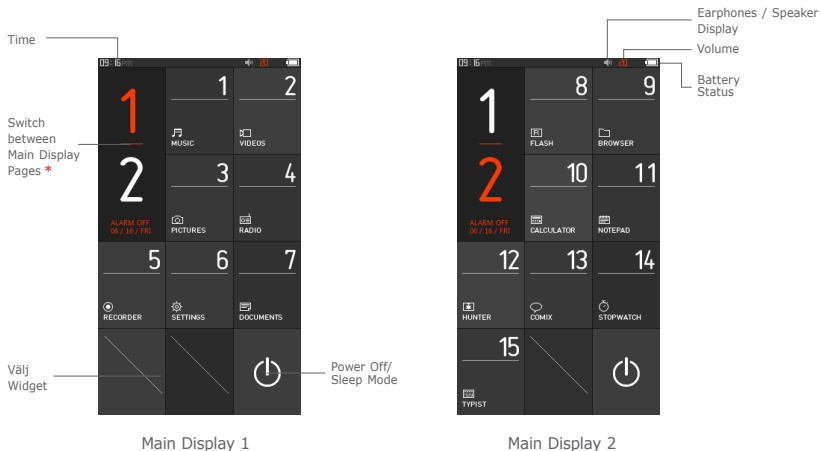 Earphones / Speaker
Display
Time
Volume
09:16PM 20
09:16PM 20
Battery
Status
Switch
between
Main Display
Pages *
1
2
ALARM OFF
06 / 16 / FRI
1
MUSIC
2
VIDEOS
3
PICTURES
4
RADIO
5
RECORDER
6
SETTINGS
7
DOCUMENTS
1
2
ALARM OFF
06 / 16 / FRI
8
FLASH
9
BROWSER
10
CALCULATOR
11
NOTEPAD
12
HUNTER
13
COMIX
14
STOPWATCH
15
TYPIST
Välj
Widget
Power Off/
Sleep Mode
Main Display 1
Main Display 2